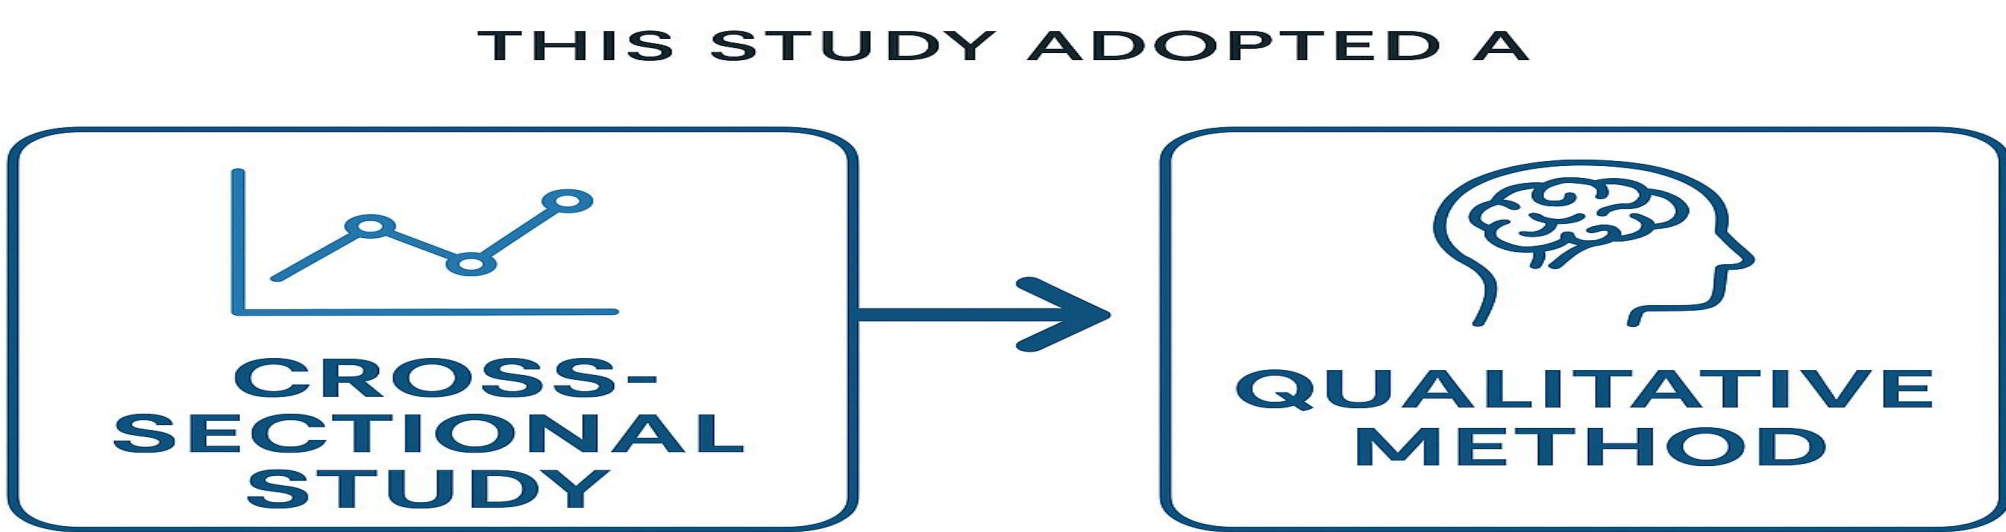 THIS STUDY ADOPTED A
CROSS-
SECTIONAL
STUDY
QUALITATIVE
METHOD